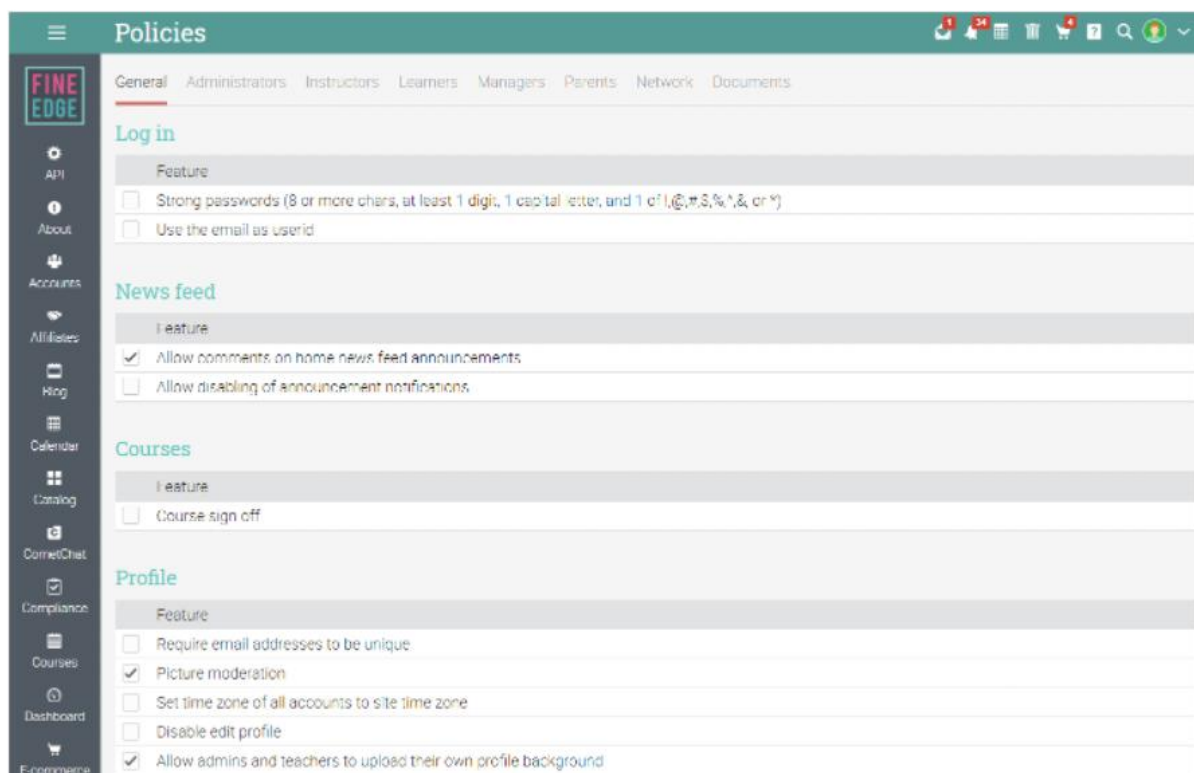 Policies
1
34
4
?
FINE
EDGE
General Administrators Instructors Learners Managers Parents Network Documents
API
About
Accounts
Affiliates
Blog
Calendar
Catalog
CometChat
Compliance
Courses
Dashboard
E-commerce
Log in
Feature
Strong passwords (8 or more chars, at least 1 digit, 1 capital letter, and 1 of !,@,#,$,%,^,&, or *)
Use the email as userid
News feed
Feature
Allow comments on home news feed announcements
Allow disabling of announcement notifications
Courses
Feature
Course sign off
Profile
Feature
Require email addresses to be unique
Picture moderation
Set time zone of all accounts to site time zone
Disable edit profile
Allow admins and teachers to upload their own profile background